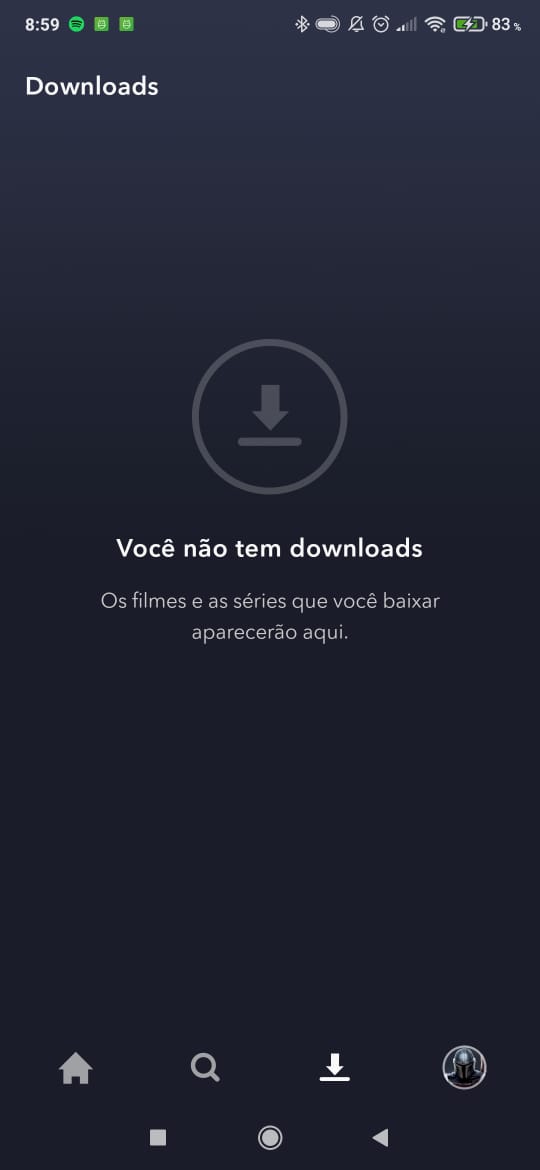 8:59 83 %
Downloads
Você não tem downloads
Os filmes e as séries que você baixar
aparecerão aqui.